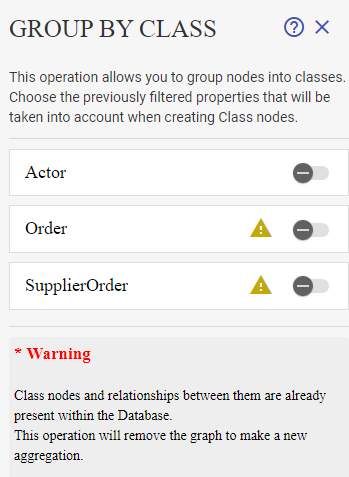 GROUP BY CLASS
This operation allows you to group nodes into classes.
Choose the previously filtered properties that will be
taken into account when creating Class nodes.
Actor
Order
SupplierOrder
* Warning
Class nodes and relationships between them are already
present within the Database.
This operation will remove the graph to make a new
aggregation.